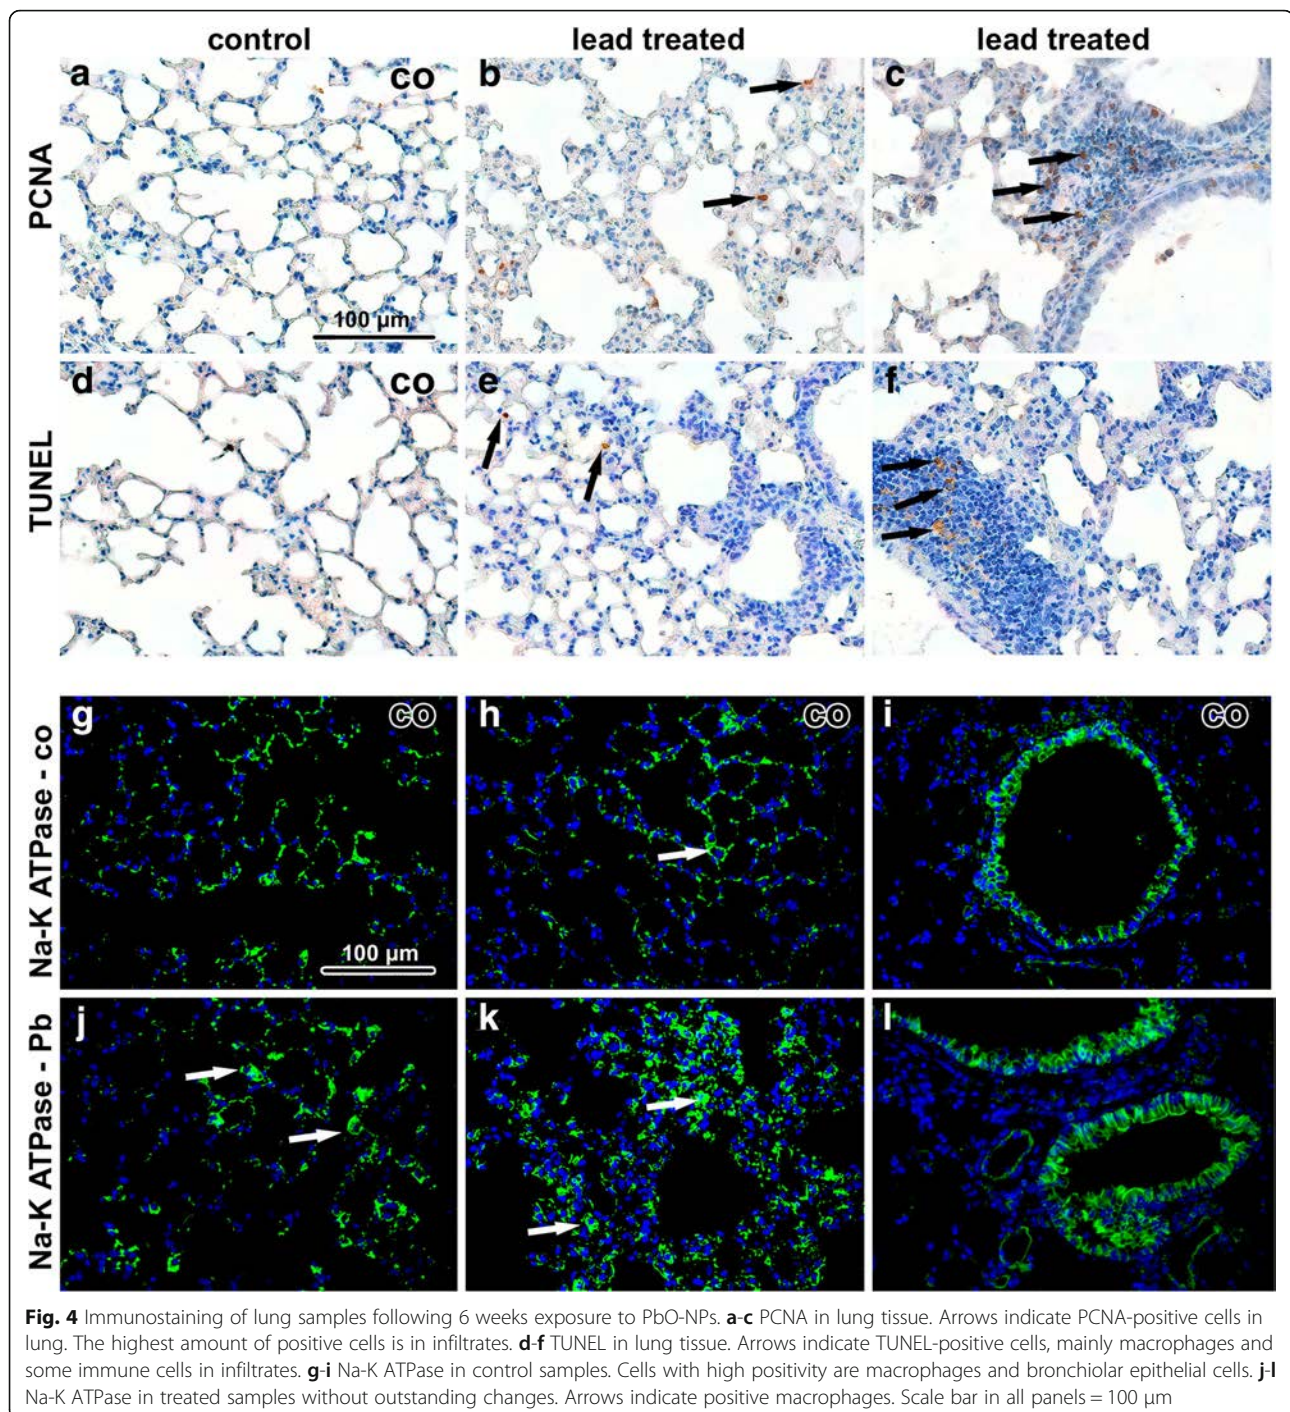 control lead treated lead treated
PCNA
a co b c
100 µm
TUNEL
d co e f
Na-K ATPase - co
g co h co i co
100 µm
Na-K ATPase - Pb
j k l
Fig. 4 Immunostaining of lung samples following 6 weeks exposure to PbO-NPs. a-c PCNA in lung tissue. Arrows indicate PCNA-positive cells in
lung. The highest amount of positive cells is in infiltrates. d-f TUNEL in lung tissue. Arrows indicate TUNEL-positive cells, mainly macrophages and
some immune cells in infiltrates. g-i Na-K ATPase in control samples. Cells with high positivity are macrophages and bronchiolar epithelial cells. j-l
Na-K ATPase in treated samples without outstanding changes. Arrows indicate positive macrophages. Scale bar in all panels = 100 µm